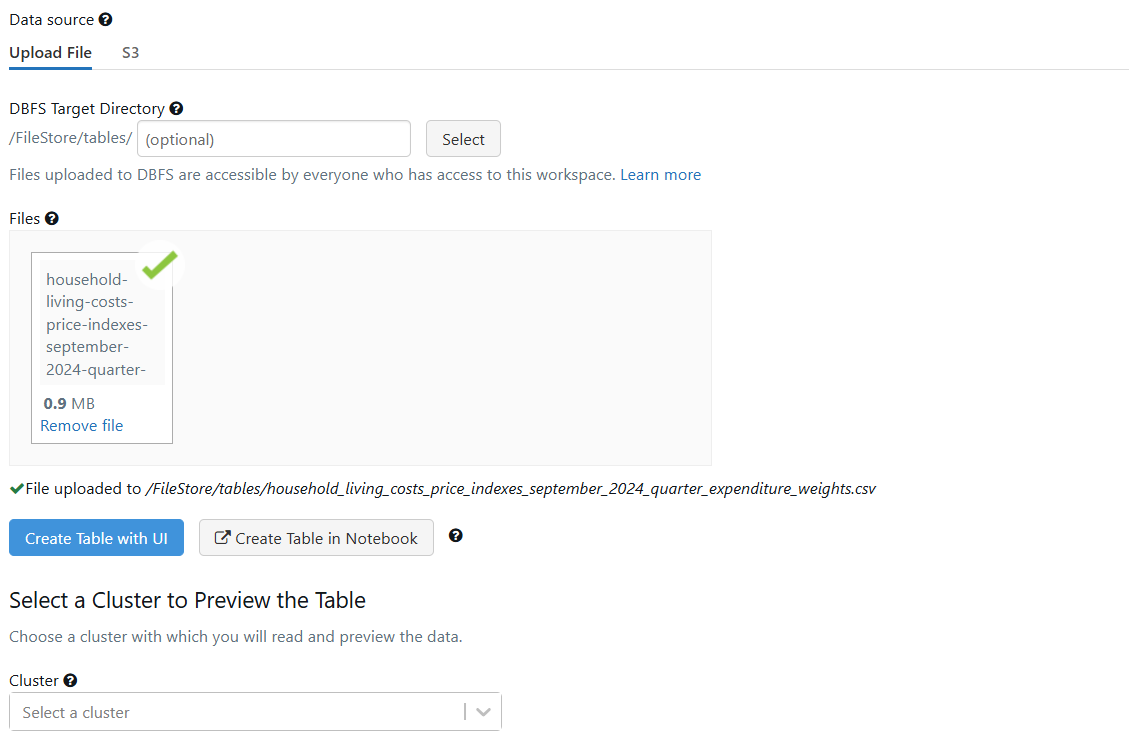 Data source
Upload File S3
DBFS Target Directory
/FileStore/tables/ (optional) Select
Files uploaded to DBFS are accessible by everyone who has access to this workspace. Learn more
Files
household-
living-costs-
price-indexes-
september-
2024-quarter-
0.9 MB
Remove file
File uploaded to /FileStore/tables/household_living_costs_price_indexes_september_2024_quarter_expenditure_weights.csv
Create Table with UI Create Table in Notebook
Select a Cluster to Preview the Table
Choose a cluster with which you will read and preview the data.
Cluster
Select a cluster